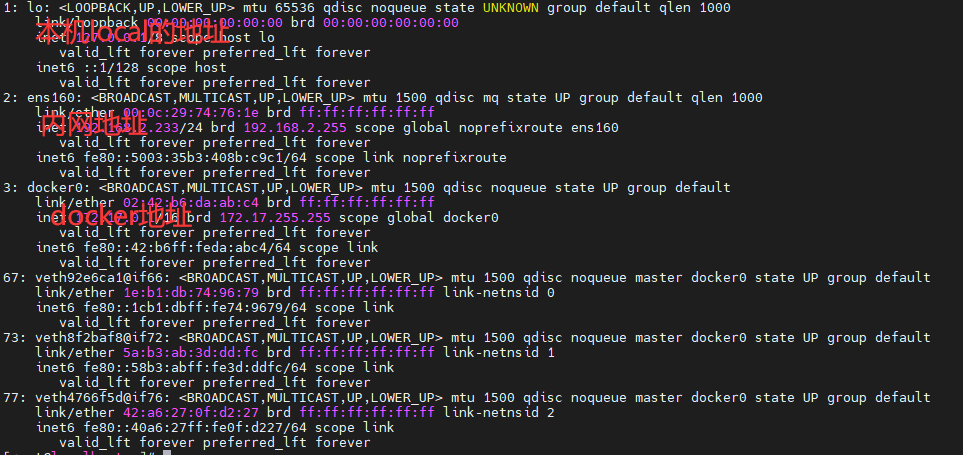 1: lo: <LOOPBACK,UP,LOWER_UP> mtu 65536 qdisc noqueue state UNKNOWN group default qlen 1000
link/loopback 00:00:00:00:00:00 brd 00:00:00:00:00:00
本机local的地址
inet 127.0.0.1/8 scope host lo
valid_lft forever preferred_lft forever
inet6 ::1/128 scope host
valid_lft forever preferred_lft forever
2: ens160: <BROADCAST,MULTICAST,UP,LOWER_UP> mtu 1500 qdisc mq state UP group default qlen 1000
link/ether 00:0c:29:74:76:1e brd ff:ff:ff:ff:ff:ff
内网地址
inet 192.168.2.233/24 brd 192.168.2.255 scope global noprefixroute ens160
valid_lft forever preferred_lft forever
inet6 fe80::5003:35b3:408b:c9c1/64 scope link noprefixroute
valid_lft forever preferred_lft forever
3: docker0: <BROADCAST,MULTICAST,UP,LOWER_UP> mtu 1500 qdisc noqueue state UP group default
link/ether 02:42:b6:da:ab:c4 brd ff:ff:ff:ff:ff:ff
docker地址
inet /16 brd 172.17.255.255 scope global docker0
valid_lft forever preferred_lft forever
inet6 fe80::42:b6ff:feda:abc4/64 scope link
valid_lft forever preferred_lft forever
67: veth92e6ca1@if66: <BROADCAST,MULTICAST,UP,LOWER_UP> mtu 1500 qdisc noqueue master docker0 state UP group default
link/ether 1e:b1:db:74:96:79 brd ff:ff:ff:ff:ff:ff link-netnsid 0
inet6 fe80::1cb1:dbff:fe74:9679/64 scope link
valid_lft forever preferred_lft forever
73: veth8f2baf8@if72: <BROADCAST,MULTICAST,UP,LOWER_UP> mtu 1500 qdisc noqueue master docker0 state UP group default
link/ether 5a:b3:ab:3d:dd:fc brd ff:ff:ff:ff:ff:ff link-netnsid 1
inet6 fe80::58b3:abff:fe3d:ddfc/64 scope link
valid_lft forever preferred_lft forever
77: veth4766f5d@if76: <BROADCAST,MULTICAST,UP,LOWER_UP> mtu 1500 qdisc noqueue master docker0 state UP group default
link/ether 42:a6:27:0f:d2:27 brd ff:ff:ff:ff:ff:ff link-netnsid 2
inet6 fe80::40a6:27ff:fe0f:d227/64 scope link
valid_lft forever preferred_lft forever